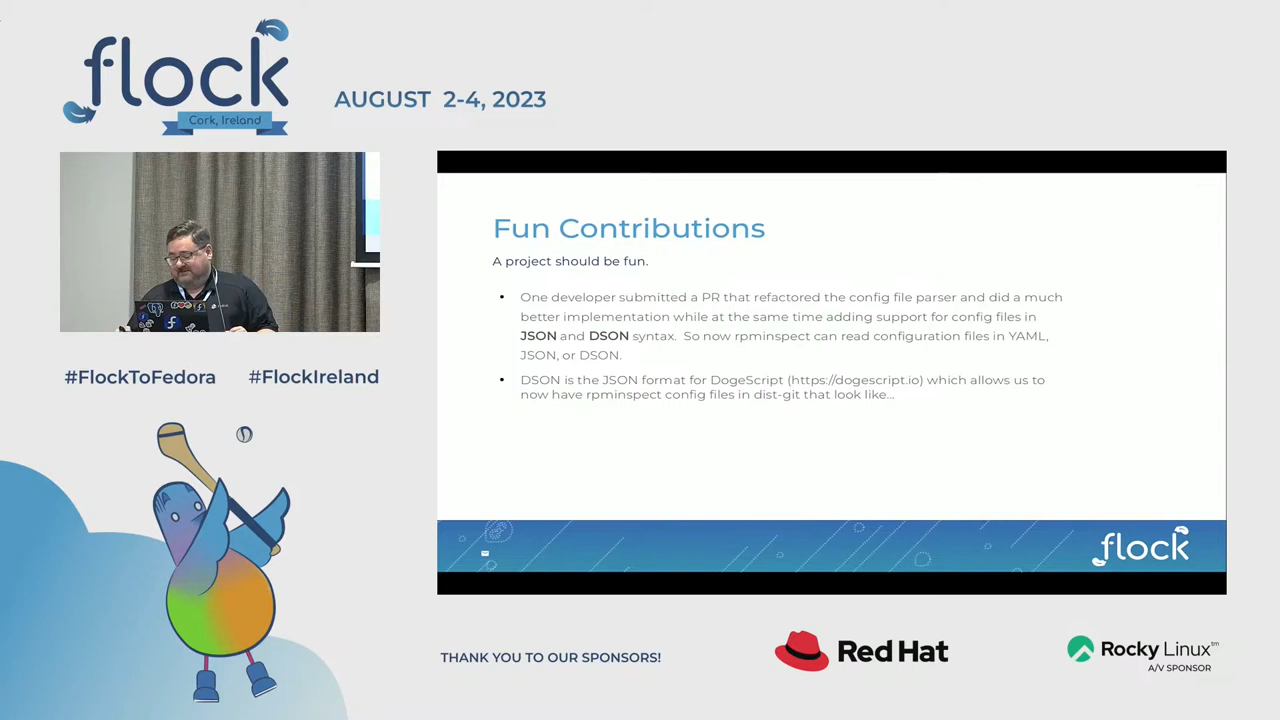 flock
Cork, Ireland
AUGUST 2-4, 2023
#FlockToFedora #FlockIreland
Fun Contributions
A project should be fun.
• One developer submitted a PR that refactored the config file parser and did a much
better implementation while at the same time adding support for config files in
JSON and DSON syntax. So now rpminspect can read configuration files in YAML,
JSON, or DSON.
• DSON is the JSON format for DogeScript (https://dogescript.io) which allows us to
now have rpminspect config files in dist-git that look like...
flock
THANK YOU TO OUR SPONSORS!
Red Hat
Rocky Linux™
A/V SPONSOR